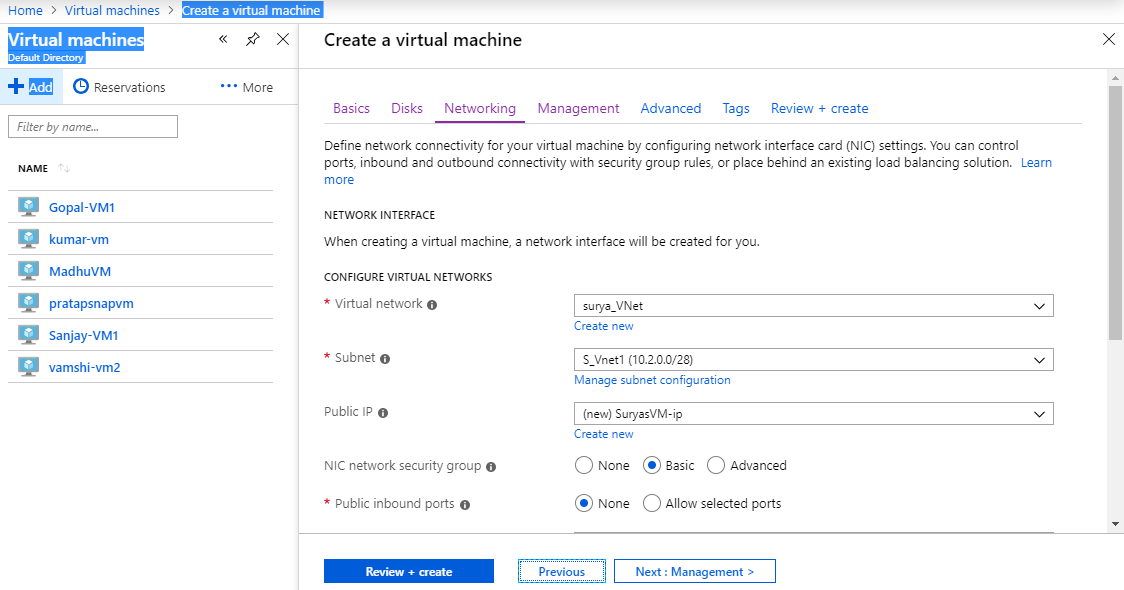 Home > Virtual machines > Create a virtual machine
Virtual machines
Default Directory
Add
Reservations
More
Filter by name...
NAME
Gopal-VM1
kumar-vm
MadhuVM
pratapsnapvm
Sanjay-VM1
vamshi-vm2
Create a virtual machine
Basics Disks Networking Management Advanced Tags Review + create
Define network connectivity for your virtual machine by configuring network interface card (NIC) settings. You can control
ports, inbound and outbound connectivity with security group rules, or place behind an existing load balancing solution. Learn
more
NETWORK INTERFACE
When creating a virtual machine, a network interface will be created for you.
CONFIGURE VIRTUAL NETWORKS
* Virtual network
surya_VNet
Create new
* Subnet
S_Vnet1 (10.2.0.0/28)
Manage subnet configuration
Public IP
(new) SuryasVM-ip
Create new
NIC network security group
None Basic Advanced
* Public inbound ports
None Allow selected ports
Review + create Previous Next : Management >